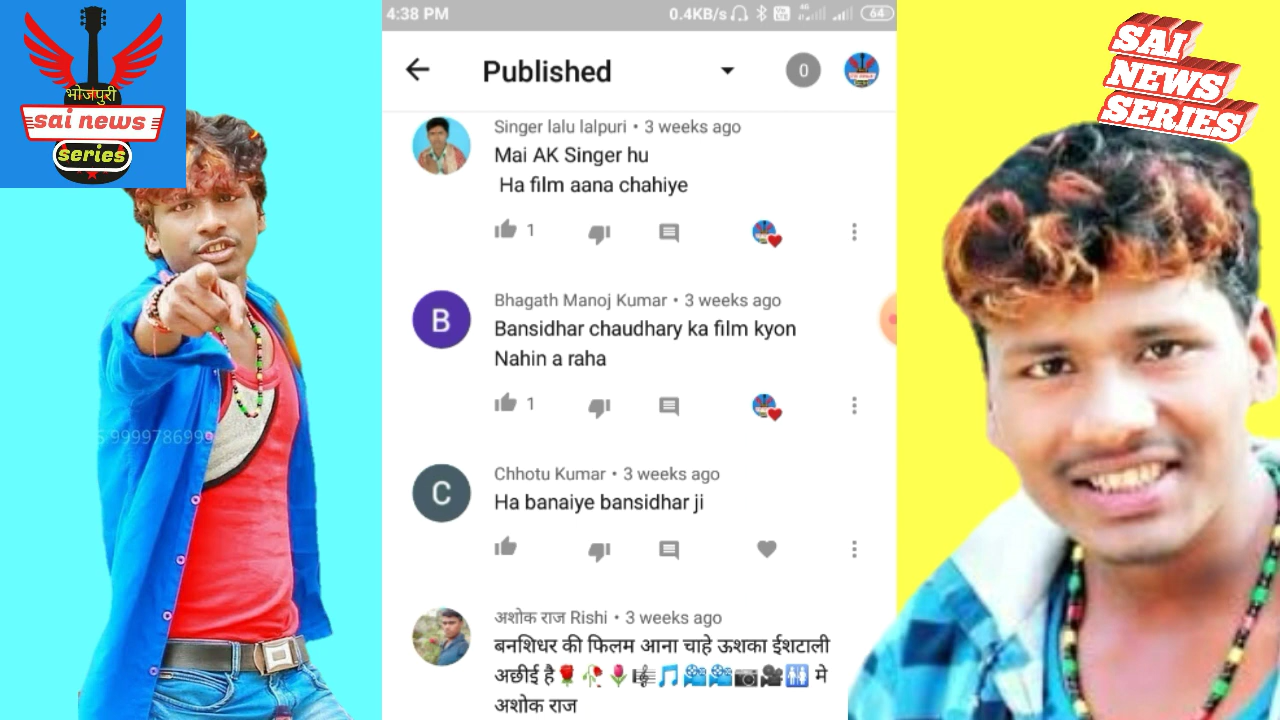 भोजपुरी
sai news
series
SAI
NEWS
SERIES
4:38 PM
0.4KB/s
4G
64
Published
0
Singer lalu lalpuri • 3 weeks ago
Mai AK Singer hu
Ha film aana chahiye
1
B
Bhagath Manoj Kumar • 3 weeks ago
Bansidhar chaudhary ka film kyon
Nahin a raha
1
C
Chhotu Kumar • 3 weeks ago
Ha banaiye bansidhar ji
अशोक राज Rishi • 3 weeks ago
बनशिधर की फिलम आना चाहे ऊशका ईशटाली
अछीई है🌹🥀🌷🎼🎵🎦🎦📷🎥🚻 मे
अशोक राज
9999786999